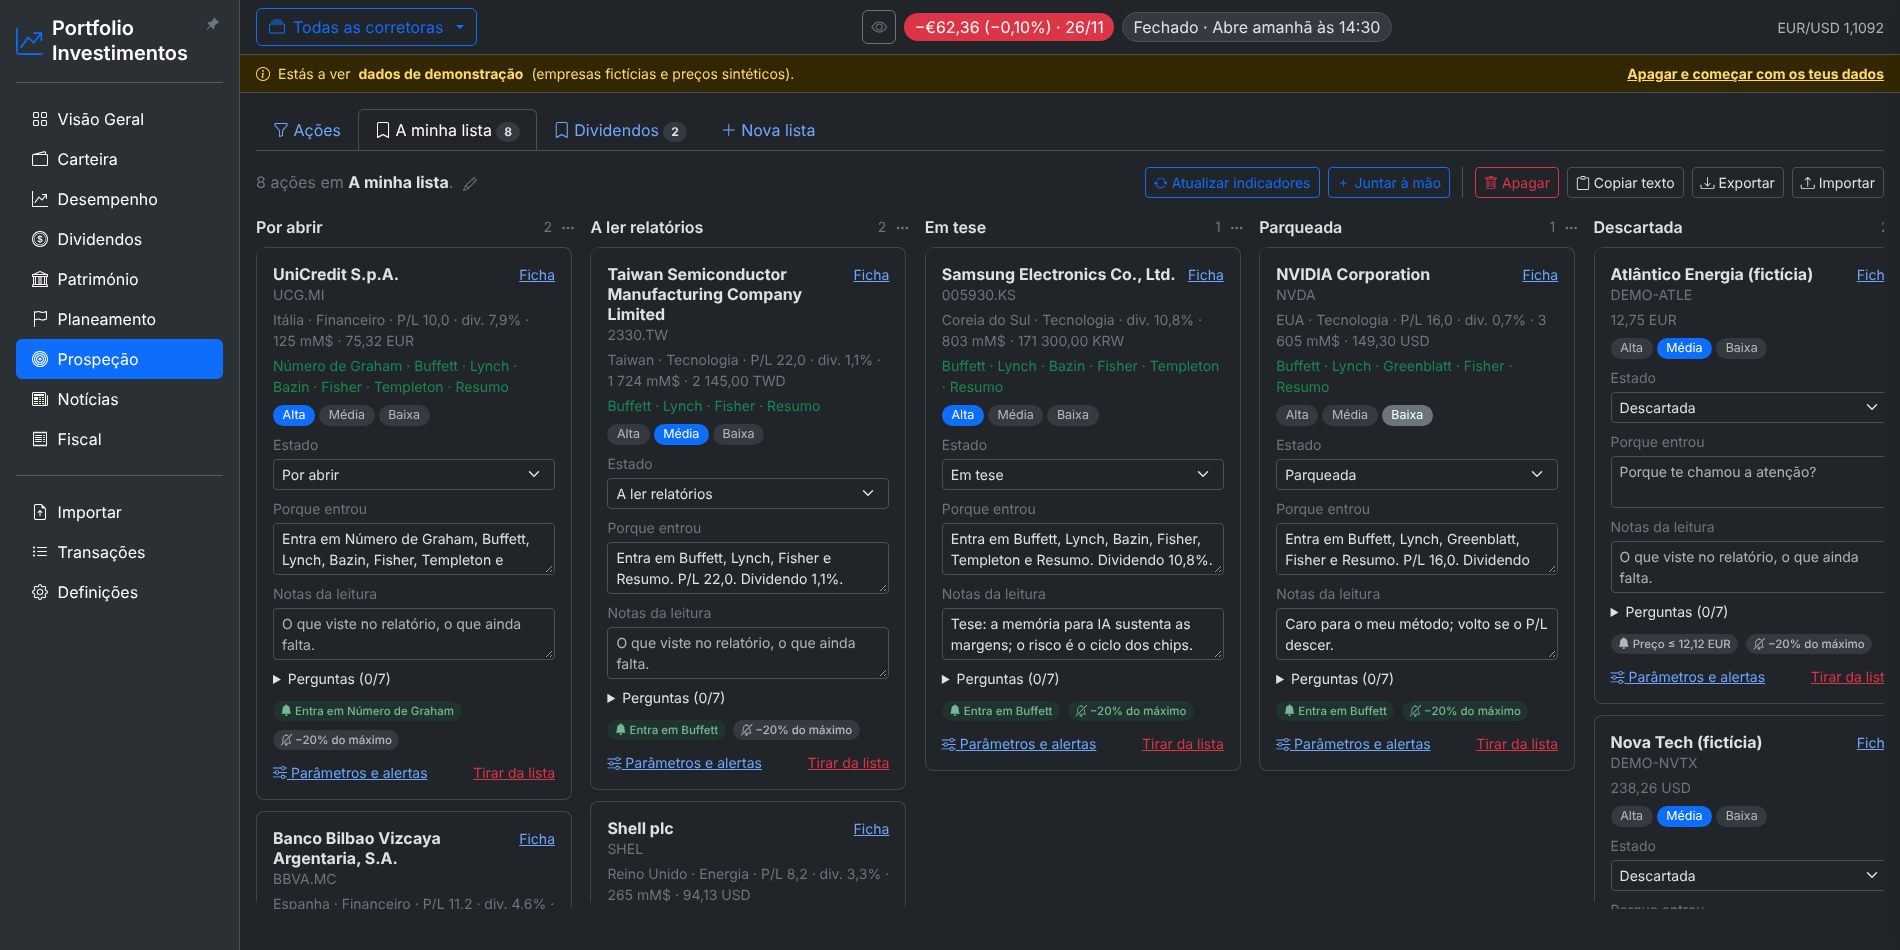 Portfolio
Investimentos
Visão Geral
Carteira
Desempenho
Dividendos
Património
Planeamento
Prospeção
Notícias
Fiscal
Importar
Transações
Definições
Todas as corretoras
−€62,36 (−0,10%) · 26/11
Fechado · Abre amanhã às 14:30
EUR/USD 1,1092
Estás a ver dados de demonstração (empresas fictícias e preços sintéticos).
Apagar e começar com os teus dados
Ações
A minha lista 8
Dividendos 2
+ Nova lista
8 ações em A minha lista.
Atualizar indicadores
+ Juntar à mão
Apagar
Copiar texto
Exportar
Importar
Por abrir 2 ···
UniCredit S.p.A. Ficha
UCG.MI
Itália · Financeiro · P/L 10,0 · div. 7,9% ·
125 mM$ · 75,32 EUR
Número de Graham · Buffett · Lynch ·
Bazin · Fisher · Templeton · Resumo
Alta Média Baixa
Estado
Por abrir
Porque entrou
Entra em Número de Graham, Buffett,
Lynch, Bazin, Fisher, Templeton e
Notas da leitura
O que viste no relatório, o que ainda
falta.
Perguntas (0/7)
Entra em Número de Graham
−20% do máximo
Parâmetros e alertas Tirar da lista
Banco Bilbao Vizcaya Ficha
Argentaria, S.A.
BBVA.MC
Espanha · Financeiro · P/L 11,2 · div. 4,6% ·
A ler relatórios 2 ···
Taiwan Semiconductor Ficha
Manufacturing Company
Limited
2330.TW
Taiwan · Tecnologia · P/L 22,0 · div. 1,1% ·
1 724 mM$ · 2 145,00 TWD
Buffett · Lynch · Fisher · Resumo
Alta Média Baixa
Estado
A ler relatórios
Porque entrou
Entra em Buffett, Lynch, Fisher e
Resumo. P/L 22,0. Dividendo 1,1%.
Notas da leitura
O que viste no relatório, o que ainda
falta.
Perguntas (0/7)
Entra em Buffett −20% do máximo
Parâmetros e alertas Tirar da lista
Shell plc Ficha
SHEL
Reino Unido · Energia · P/L 8,2 · div. 3,3% ·
265 mM$ · 94,13 USD
Em tese 1 ···
Samsung Electronics Co., Ltd. Ficha
005930.KS
Coreia do Sul · Tecnologia · div. 10,8% ·
803 mM$ · 171 300,00 KRW
Buffett · Lynch · Bazin · Fisher · Templeton
· Resumo
Alta Média Baixa
Estado
Em tese
Porque entrou
Entra em Buffett, Lynch, Bazin, Fisher,
Templeton e Resumo. Dividendo 10,8%.
Notas da leitura
Tese: a memória para IA sustenta as
margens; o risco é o ciclo dos chips.
Perguntas (0/7)
Entra em Buffett −20% do máximo
Parâmetros e alertas Tirar da lista
Parqueada 1 ···
NVIDIA Corporation Ficha
NVDA
EUA · Tecnologia · P/L 16,0 · div. 0,7% · 3
605 mM$ · 149,30 USD
Buffett · Lynch · Greenblatt · Fisher ·
Resumo
Alta Média Baixa
Estado
Parqueada
Porque entrou
Entra em Buffett, Lynch, Greenblatt,
Fisher e Resumo. P/L 16,0. Dividendo
Notas da leitura
Caro para o meu método; volto se o P/L
descer.
Perguntas (0/7)
Entra em Buffett −20% do máximo
Parâmetros e alertas Tirar da lista
Descartada
Atlântico Energia (fictícia) Fich
DEMO-ATLE
12,75 EUR
Alta Média Baixa
Estado
Descartada
Porque entrou
Porque te chamou a atenção?
Notas da leitura
O que viste no relatório, o que ainda
falta.
Perguntas (0/7)
Preço ≤ 12,12 EUR −20% do máximo
Parâmetros e alertas Tirar da list
Nova Tech (fictícia) Fich
DEMO-NVTX
238,26 USD
Alta Média Baixa
Estado
Descartada
Porque entrou